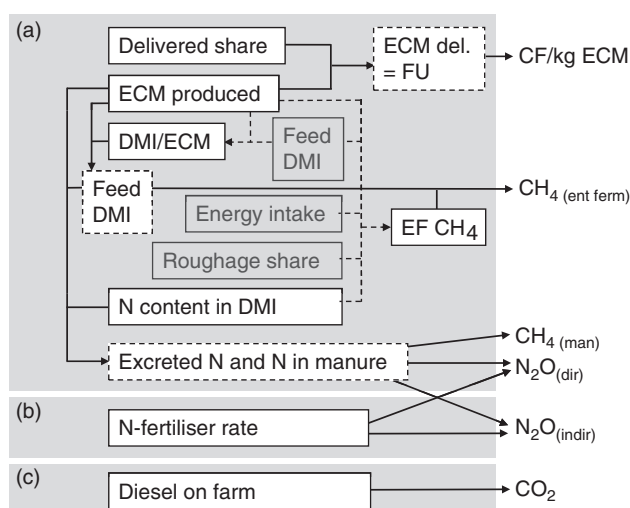 (a)
Delivered share
ECM del.
= FU
CF/kg ECM
ECM produced
DMI/ECM
Feed
DMI
Feed
DMI
CH₄ (ent ferm)
Energy intake
EF CH₄
Roughage share
N content in DMI
Excreted N and N in manure
CH₄ (man)
N₂O(dir)
(b)
N-fertiliser rate
N₂O(indir)
(c)
Diesel on farm
CO₂